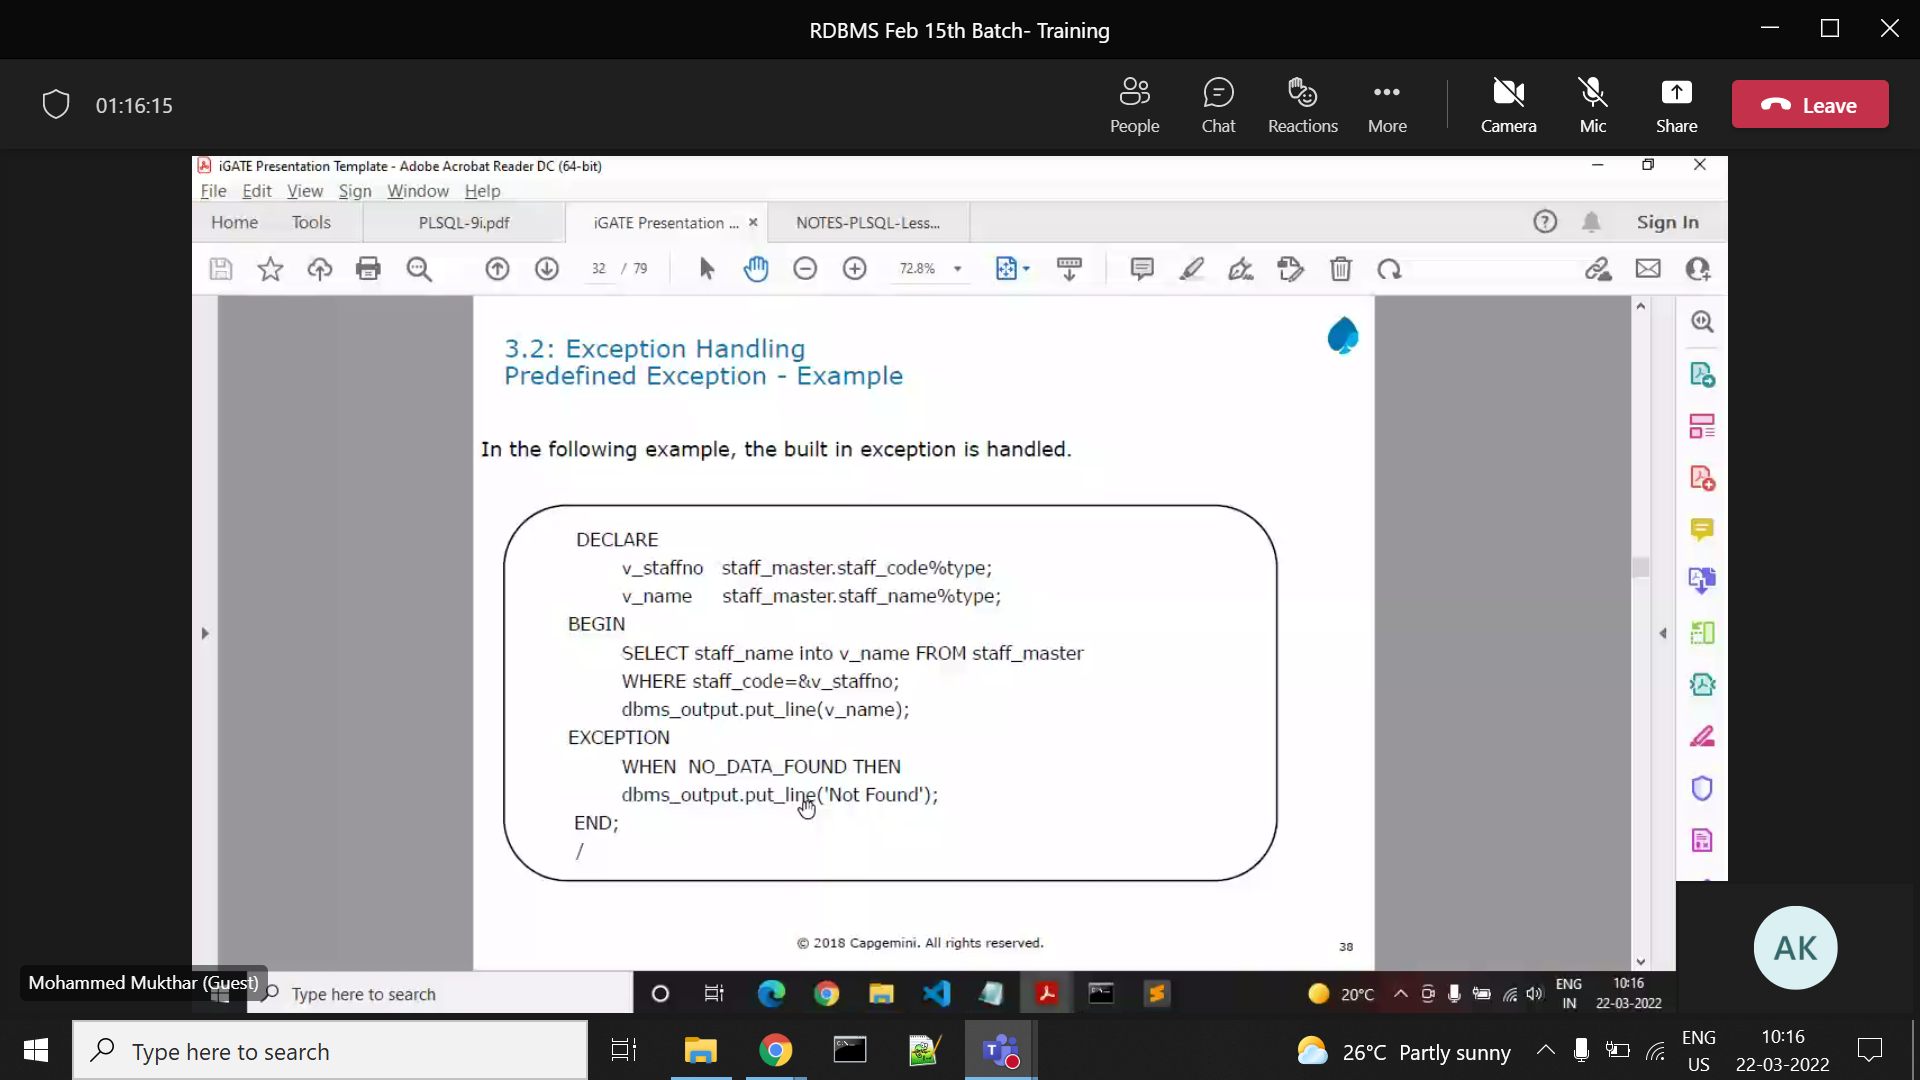 RDBMS Feb 15th Batch- Training
01:16:15
People
Chat
Reactions
More
Camera
Mic
Share
Leave
iGATE Presentation Template - Adobe Acrobat Reader DC (64-bit)
File Edit View Sign Window Help
Home Tools PLSQL-9i.pdf iGATE Presentation ... × NOTES-PLSQL-Less... Sign In
32 / 79 72.8%
3.2: Exception Handling
Predefined Exception - Example
In the following example, the built in exception is handled.
DECLARE
v_staffno staff_master.staff_code%type;
v_name staff_master.staff_name%type;
BEGIN
SELECT staff_name into v_name FROM staff_master
WHERE staff_code=&v_staffno;
dbms_output.put_line(v_name);
EXCEPTION
WHEN NO_DATA_FOUND THEN
dbms_output.put_line('Not Found');
END;
/
© 2018 Capgemini. All rights reserved.
38
AK
Mohammed Mukthar (Guest)
Type here to search
20°C
ENG
IN
10:16
22-03-2022
Type here to search
26°C Partly sunny
ENG
US
10:16
22-03-2022